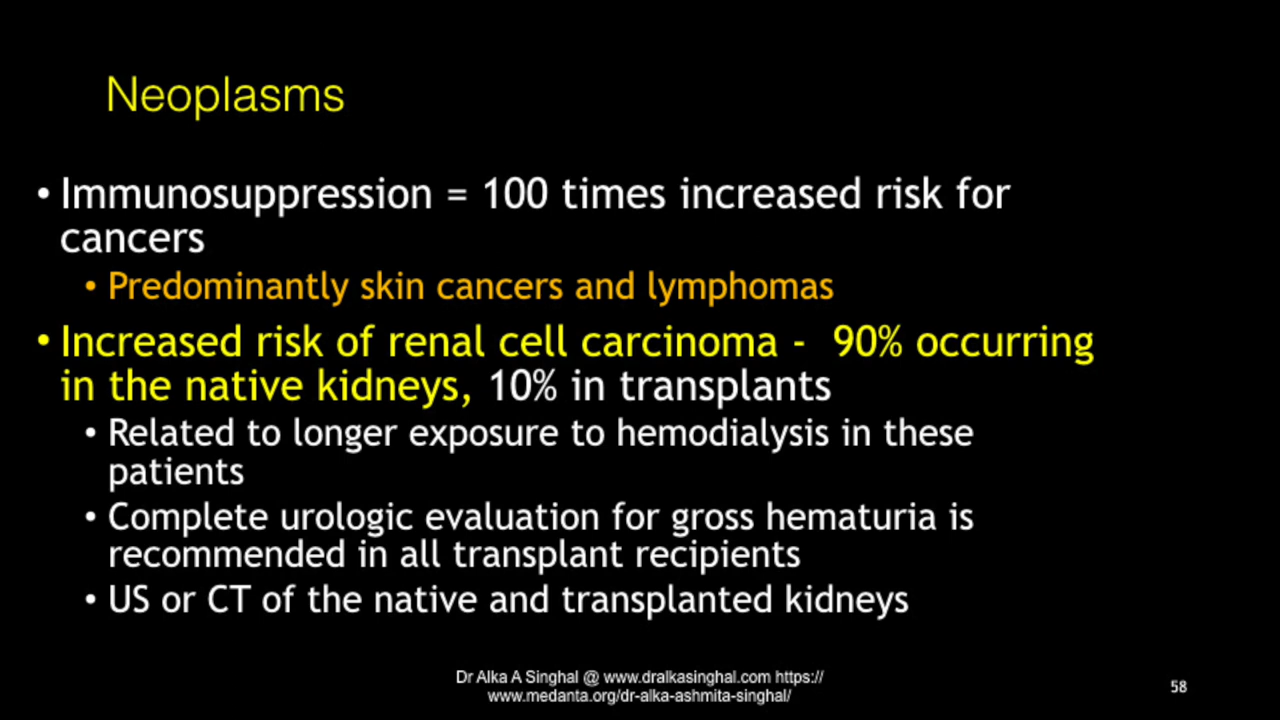 Neoplasms
• Immunosuppression = 100 times increased risk for
cancers
• Predominantly skin cancers and lymphomas
• Increased risk of renal cell carcinoma - 90% occurring
in the native kidneys, 10% in transplants
• Related to longer exposure to hemodialysis in these
patients
• Complete urologic evaluation for gross hematuria is
recommended in all transplant recipients
• US or CT of the native and transplanted kidneys
Dr Alka A Singhal @ www.dralkasinghal.com https://
www.medanta.org/dr-alka-ashmita-singhal/
58